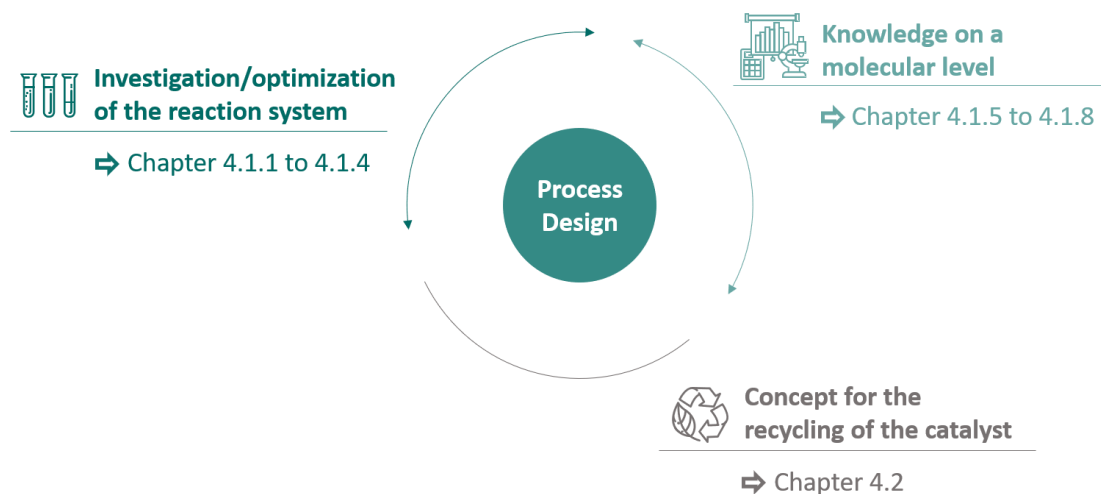 Investigation/optimization
of the reaction system
Chapter 4.1.1 to 4.1.4
Knowledge on a
molecular level
Chapter 4.1.5 to 4.1.8
Process
Design
Concept for the
recycling of the catalyst
Chapter 4.2